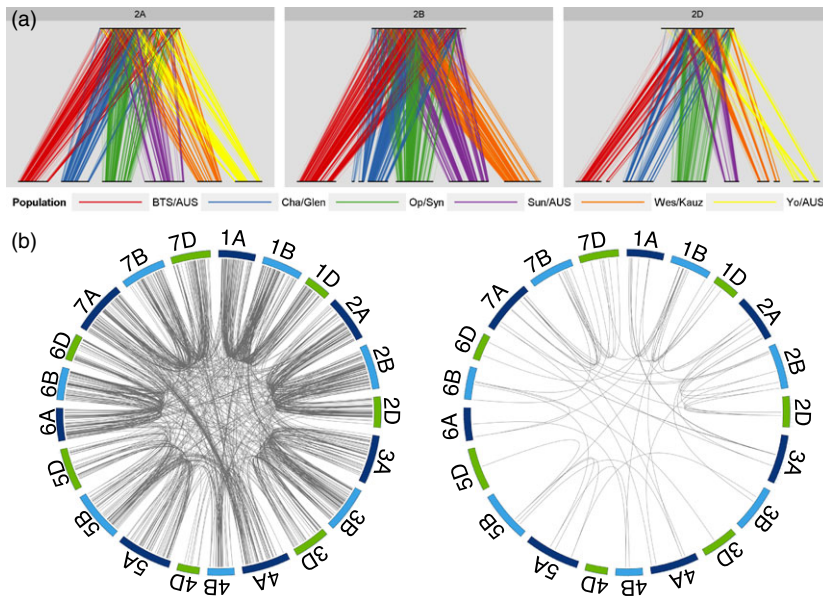 (a)
2A 2B 2D
Population BTS/AUS Cha/Glen Op/Syn Sun/AUS Wes/Kauz Yo/AUS
(b)
1A
1B
1D
2A
2B
2D
3A
3B
3D
4A
4B
4D
5A
5B
5D
6A
6B
6D
7A
7B
7D
1A
1B
1D
2A
2B
2D
3A
3B
3D
4A
4B
4D
5A
5B
5D
6A
6B
6D
7A
7B
7D